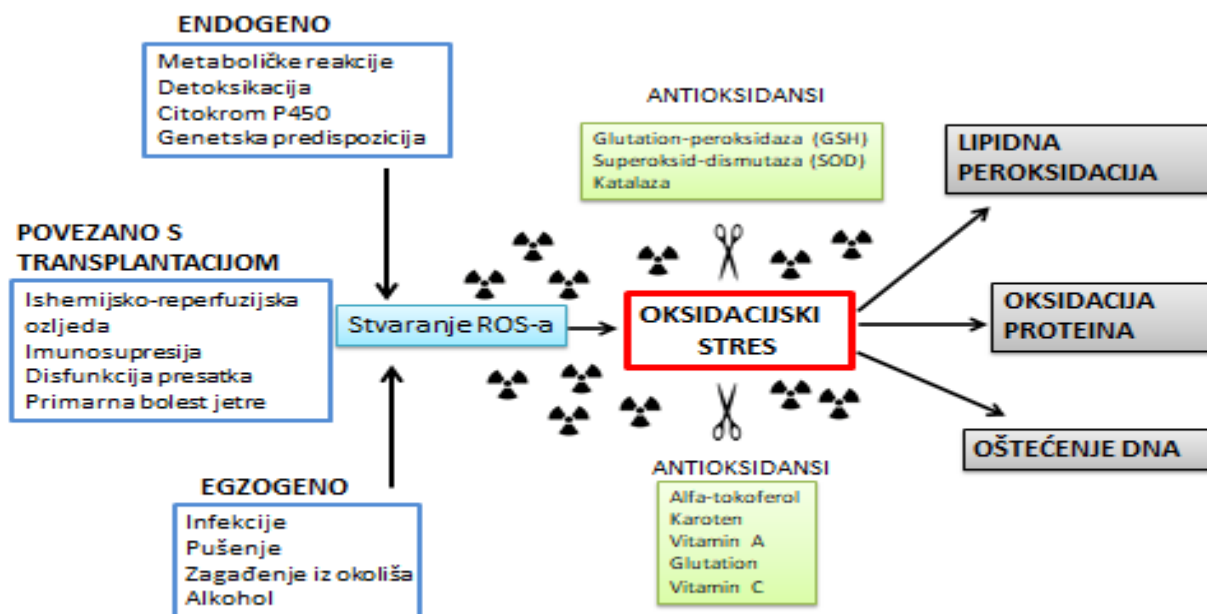 ENDOGENO
Metaboličke reakcije
Detoksikacija
Citokrom P450
Genetska predispozicija
POVEZANO S
TRANSPLANTACIJOM
Ishemijsko-reperfuzijska
ozljeda
Imunosupresija
Disfunkcija presatka
Primarna bolest jetre
EGZOGENO
Infekcije
Pušenje
Zagađenje iz okoliša
Alkohol
Stvaranje ROS-a
ANTIOKSIDANSI
Glutation-peroksidaza (GSH)
Superoksid-dismutaza (SOD)
Katalaza
OKSIDACIJSKI
STRES
ANTIOKSIDANSI
Alfa-tokoferol
Karoten
Vitamin A
Glutation
Vitamin C
LIPIDNA
PEROKSIDACIJA
OKSIDACIJA
PROTEINA
OŠTEĆENJE DNA